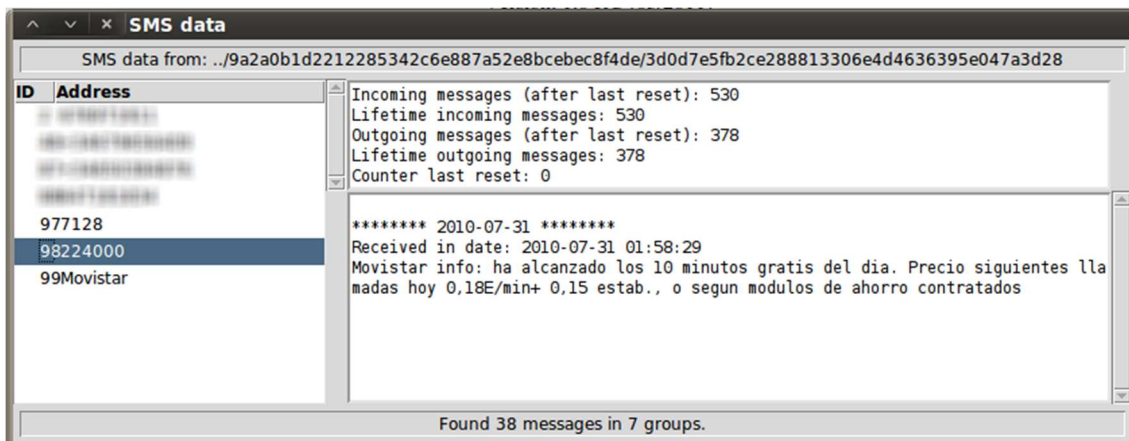 SMS data
SMS data from: ../9a2a0b1d2212285342c6e887a52e8bcebec8f4de/3d0d7e5fb2ce288813306e4d4636395e047a3d28
ID Address
977128
98224000
99Movistar
Incoming messages (after last reset): 530
Lifetime incoming messages: 530
Outgoing messages (after last reset): 378
Lifetime outgoing messages: 378
Counter last reset: 0
******** 2010-07-31 ********
Received in date: 2010-07-31 01:58:29
Movistar info: ha alcanzado los 10 minutos gratis del dia. Precio siguientes lla
madas hoy 0,18E/min+ 0,15 estab., o segun modulos de ahorro contratados
Found 38 messages in 7 groups.